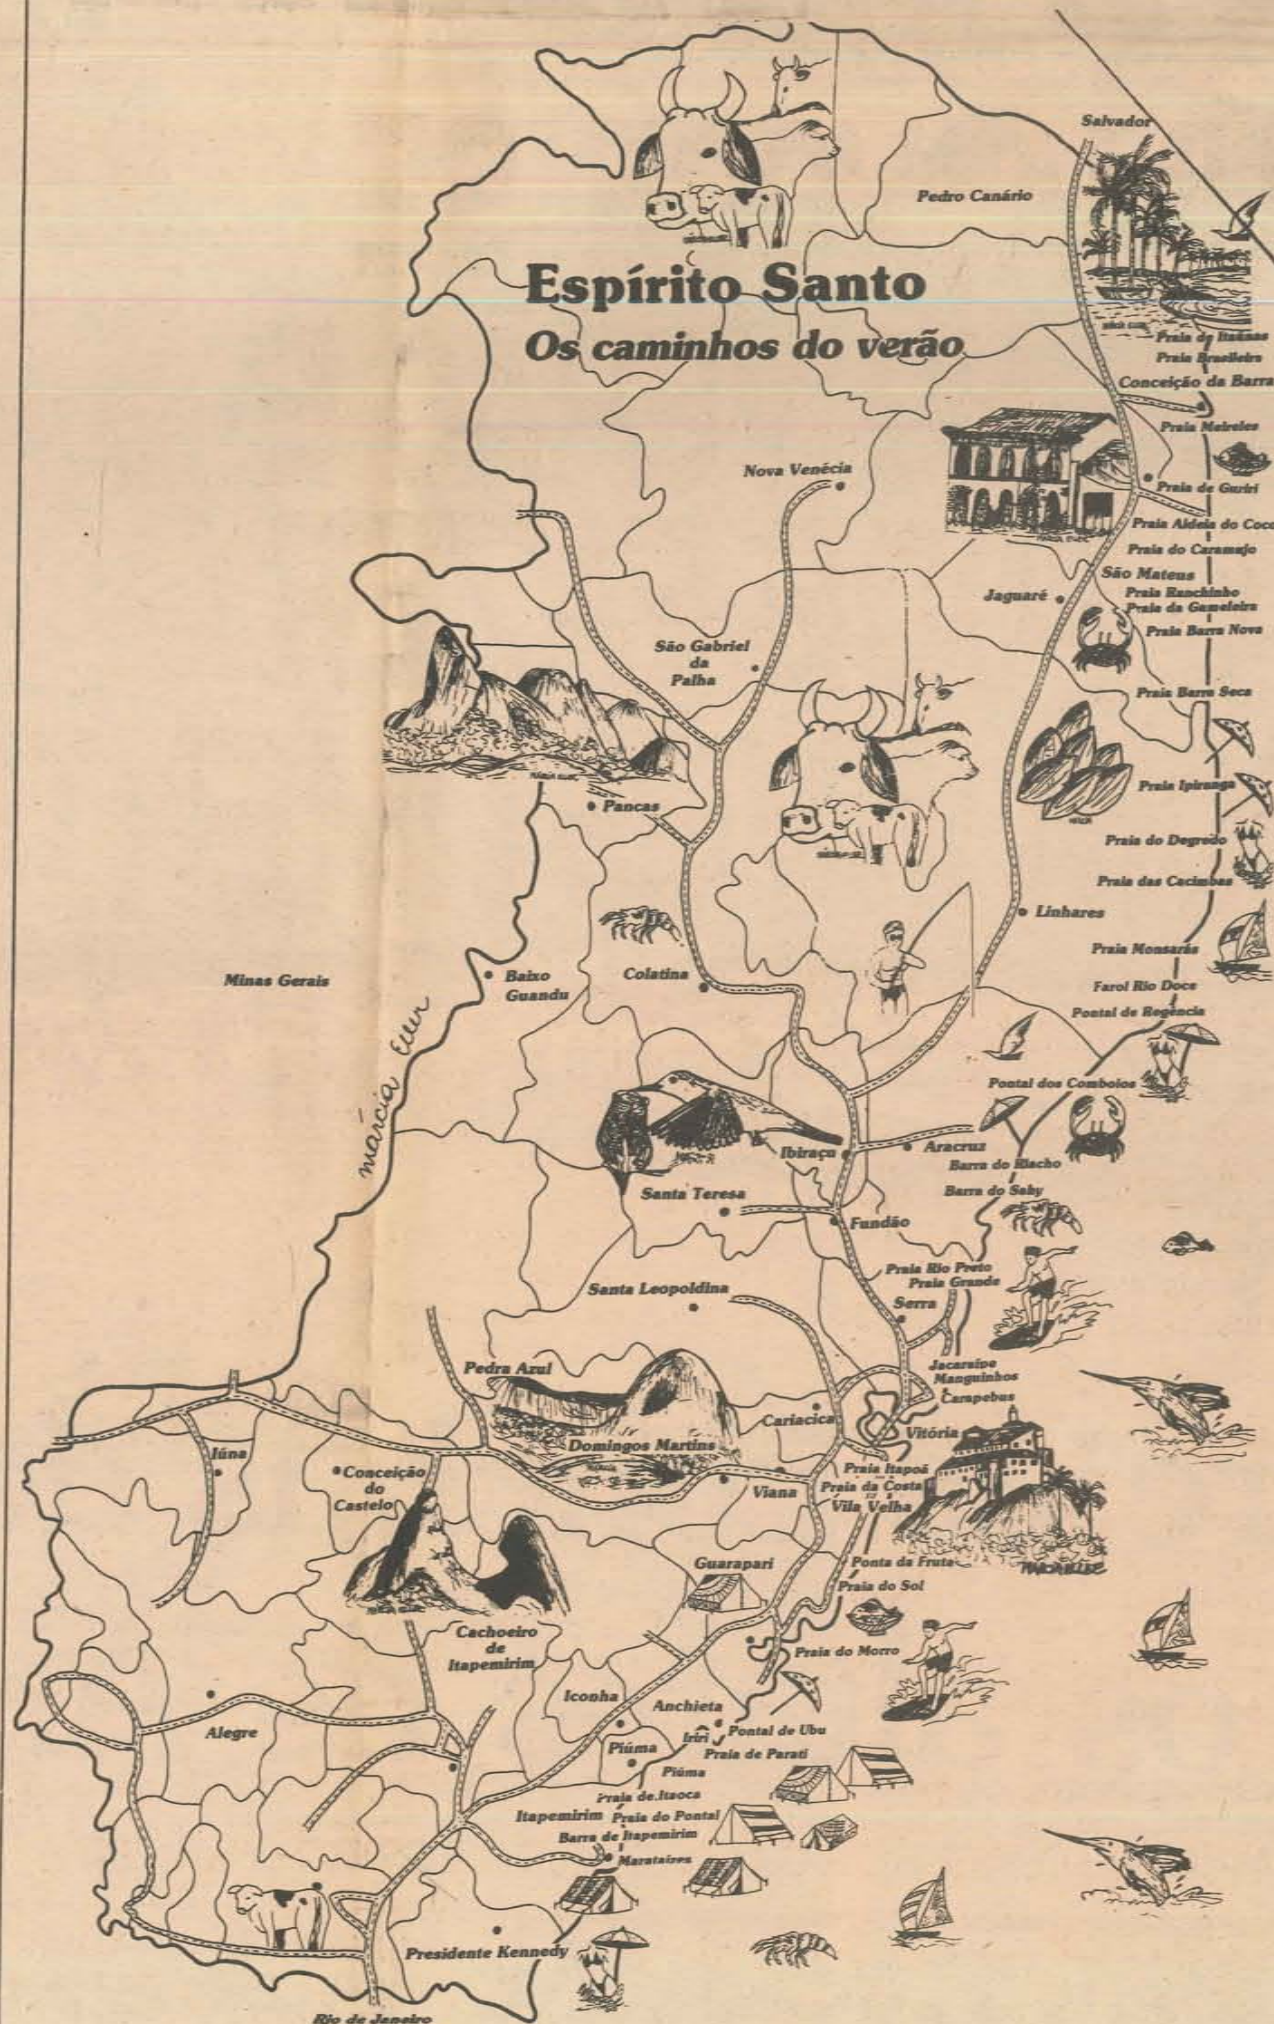 Salvador
Pedro Canário
Espírito Santo
Os caminhos do verão
Praia de Itaúnas
Praia Brasileira
Conceição da Barra
Praia Meireles
Nova Venécia
Praia de Guriri
Praia Aldeia do Coco
Praia do Caramujo
São Mateus
Jaguaré
Praia Ranchinho
Praia da Gameleira
Praia Barra Nova
São Gabriel
da
Palha
Praia Barra Seca
Praia Ipiranga
Pancas
Praia do Degredo
Praia das Cacimbas
Linhares
Praia Monsarás
Minas Gerais
Baixo
Guandu
Colatina
Farol Rio Doce
Pontal de Regência
márcia Eller
Pontal dos Comboios
Ibiraçu
Aracruz
Barra do Riacho
Santa Teresa
Barra do Sahy
Fundão
Praia Rio Preto
Praia Grande
Santa Leopoldina
Serra
Jacaraípe
Manguinhos
Carapebus
Pedra Azul
Cariacica
Vitória
Domingos Martins
Iúna
Conceição
do
Castelo
Viana
Praia Itapoã
Praia da Costa
Vila Velha
Guarapari
Ponta da Fruta
Praia do Sol
Cachoeiro
de
Itapemirim
Praia do Morro
Iconha
Anchieta
Alegre
Iriri
Pontal de Ubu
Piúma
Praia de Parati
Piúma
Praia de Itaoca
Itapemirim
Praia do Pontal
Barra de Itapemirim
Marataízes
Presidente Kennedy
Rio de Janeiro